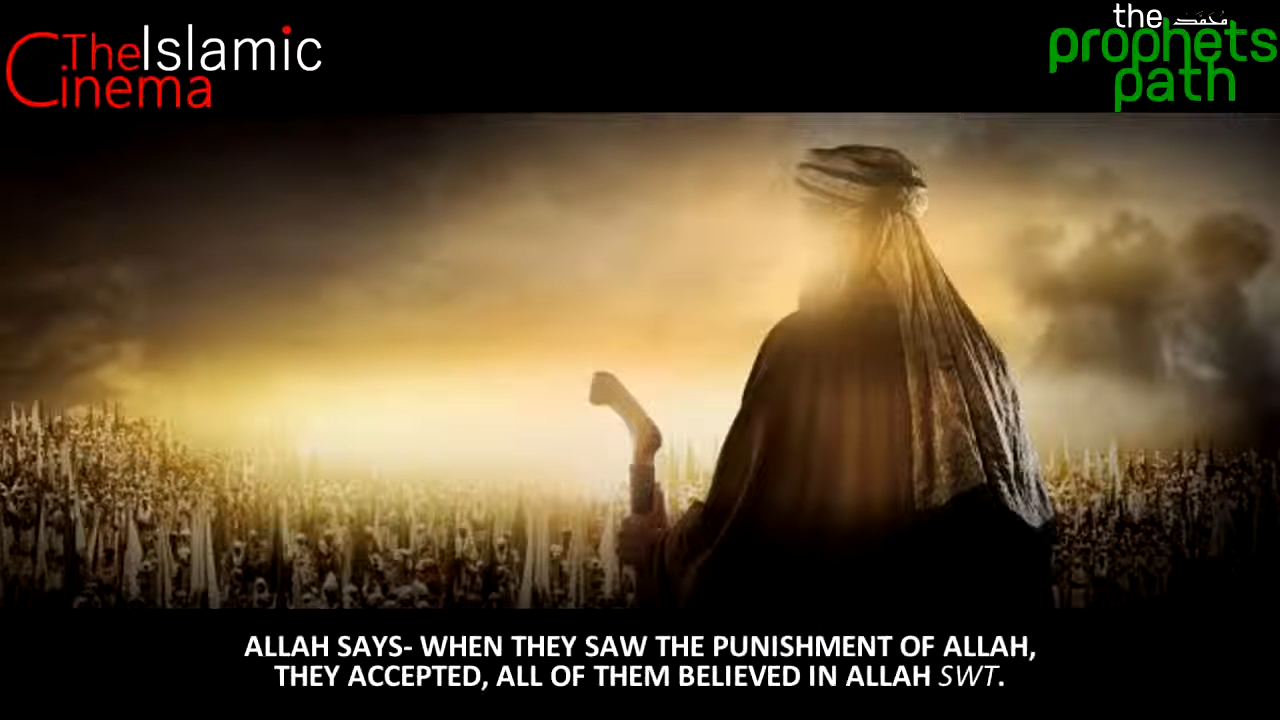 TheIslamic
Cinema
the محمد
prophets
path
ALLAH SAYS- WHEN THEY SAW THE PUNISHMENT OF ALLAH,
THEY ACCEPTED, ALL OF THEM BELIEVED IN ALLAH SWT.